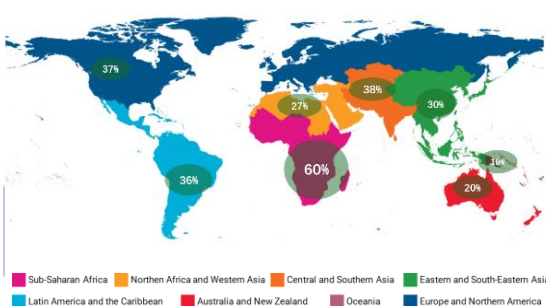 37%
38%
27%
30%
60%
36%
20%
Sub-Saharan Africa
Northen Africa and Western Asia
Central and Southern Asia
Eastern and South-Eastern Asia
Latin America and the Caribbean
Australia and New Zealand
Oceania
Europe and Northern America